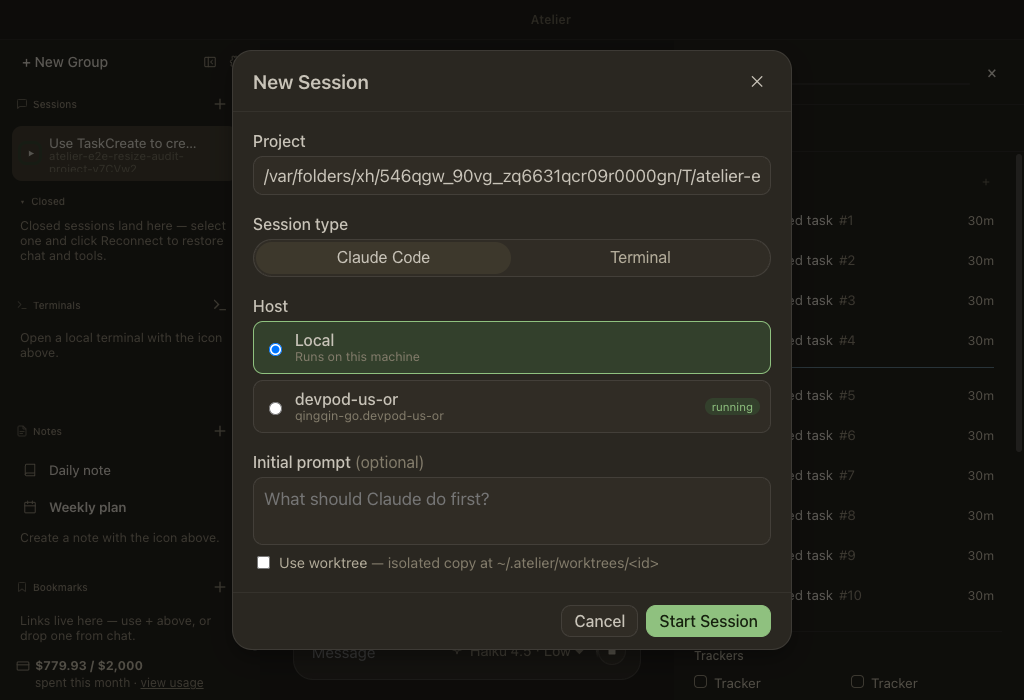 Atelier
+ New Group
Sessions
Use TaskCreate to cre...
atelier-e2e-resize-audit-
project-v7CYw2
Closed
Closed sessions land here — select
one and click Reconnect to restore
chat and tools.
Terminals
Open a local terminal with the icon
above.
Notes
Daily note
Weekly plan
Create a note with the icon above.
Bookmarks
Links live here — use + above, or
drop one from chat.
$779.93 / $2,000
spent this month · view usage
New Session
Project
/var/folders/xh/546qgw_90vg_zq6631qcr09r0000gn/T/atelier-e
Session type
Claude Code
Terminal
Host
Local
Runs on this machine
devpod-us-or
qingqin-go.devpod-us-or
running
Initial prompt (optional)
What should Claude do first?
Use worktree — isolated copy at ~/.atelier/worktrees/<id>
Cancel
Start Session
Message
Haiku 4.5 · Low
ed task #1 30m
ed task #2 30m
ed task #3 30m
ed task #4 30m
ed task #5 30m
ed task #6 30m
ed task #7 30m
ed task #8 30m
ed task #9 30m
ed task #10 30m
Trackers
Tracker
Tracker